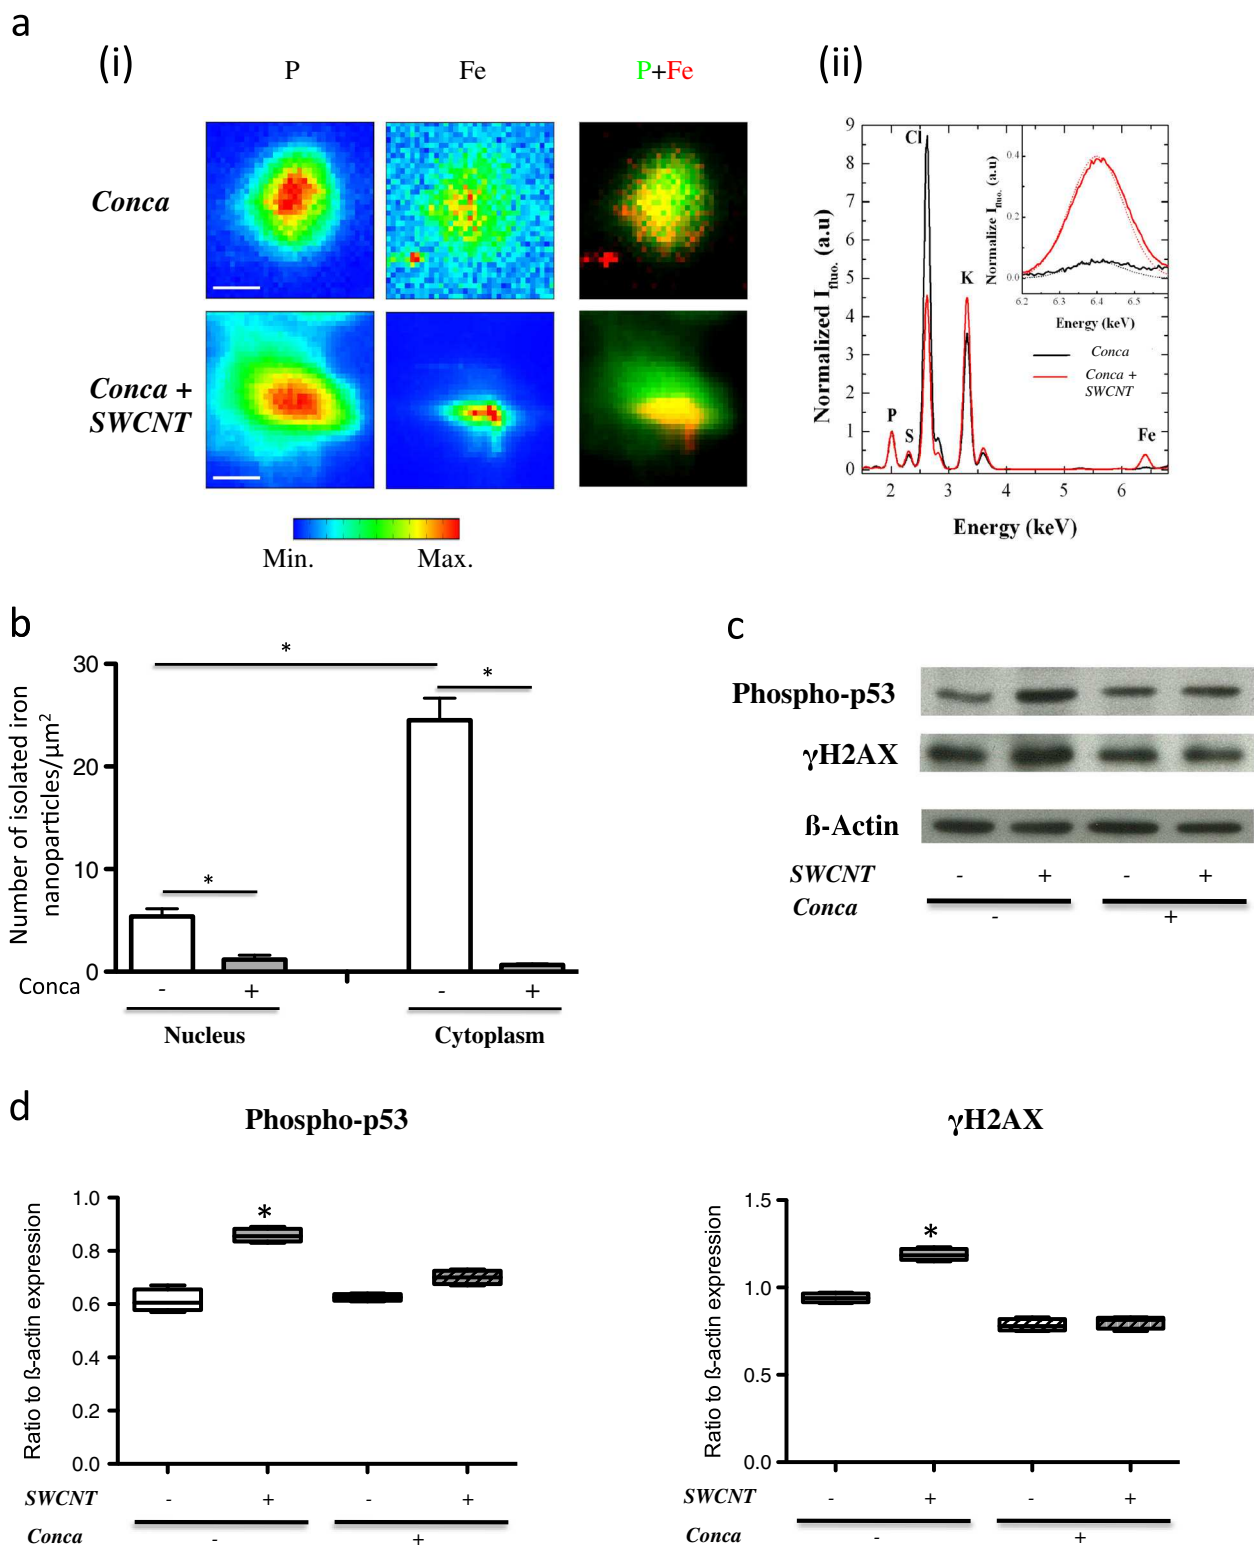 a
(i)
P
Fe
P+Fe
Conca
Conca +
SWCNT
Min.
Max.
(ii)
Normalized I fluo. (a.u)
9
8
7
6
5
4
3
2
1
0
Cl
K
P
S
Fe
2
3
4
5
6
Energy (keV)
Normalize I fluo. (a.u)
0.4
0.2
0.0
6.2
6.3
6.4
6.5
Energy (keV)
Conca
Conca +
SWCNT
b
Number of isolated iron
nanoparticles/µm2
30
20
10
0
*
*
*
Conca
-
+
-
+
Nucleus
Cytoplasm
c
Phospho-p53
γH2AX
ß-Actin
SWCNT
-
+
-
+
Conca
-
+
d
Phospho-p53
Ratio to ß-actin expression
1.0
0.8
0.6
0.4
0.2
0.0
*
SWCNT
-
+
-
+
Conca
-
+
γH2AX
Ratio to ß-actin expression
1.5
1.0
0.5
0.0
*
SWCNT
-
+
-
+
Conca
-
+